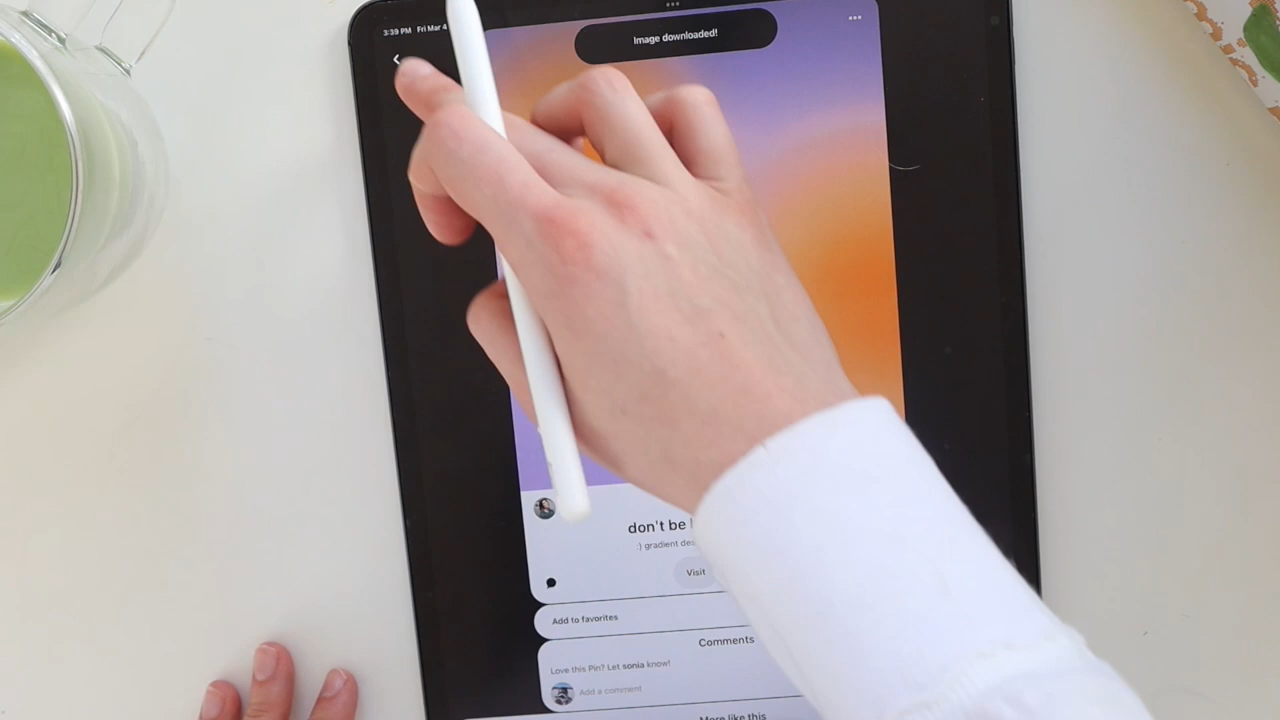 3:39 PM Fri Mar 4
Image downloaded!
don't be
:) gradient
Visit
Add to favorites
Comments
Love this Pin? Let sonia know!
Add a comment
More like this